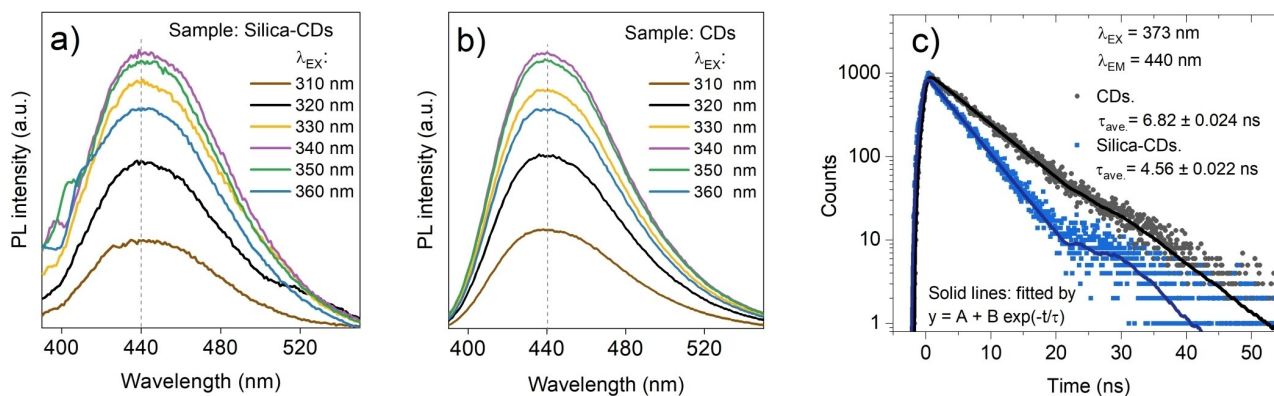 a)
Sample: Silica-CDs
λEX:
310 nm
320 nm
330 nm
340 nm
350 nm
360 nm
PL intensity (a.u.)
400 440 480 520
Wavelength (nm)
b)
Sample: CDs
λEX:
310 nm
320 nm
330 nm
340 nm
350 nm
360 nm
PL intensity (a.u.)
400 440 480 520
Wavelength (nm)
c)
λEX = 373 nm
λEM = 440 nm
CDs.
τave. = 6.82 ± 0.024 ns
Silica-CDs.
τave. = 4.56 ± 0.022 ns
1000
100
10
1
Counts
Solid lines: fitted by
y = A + B exp(-t/τ)
0 10 20 30 40 50
Time (ns)